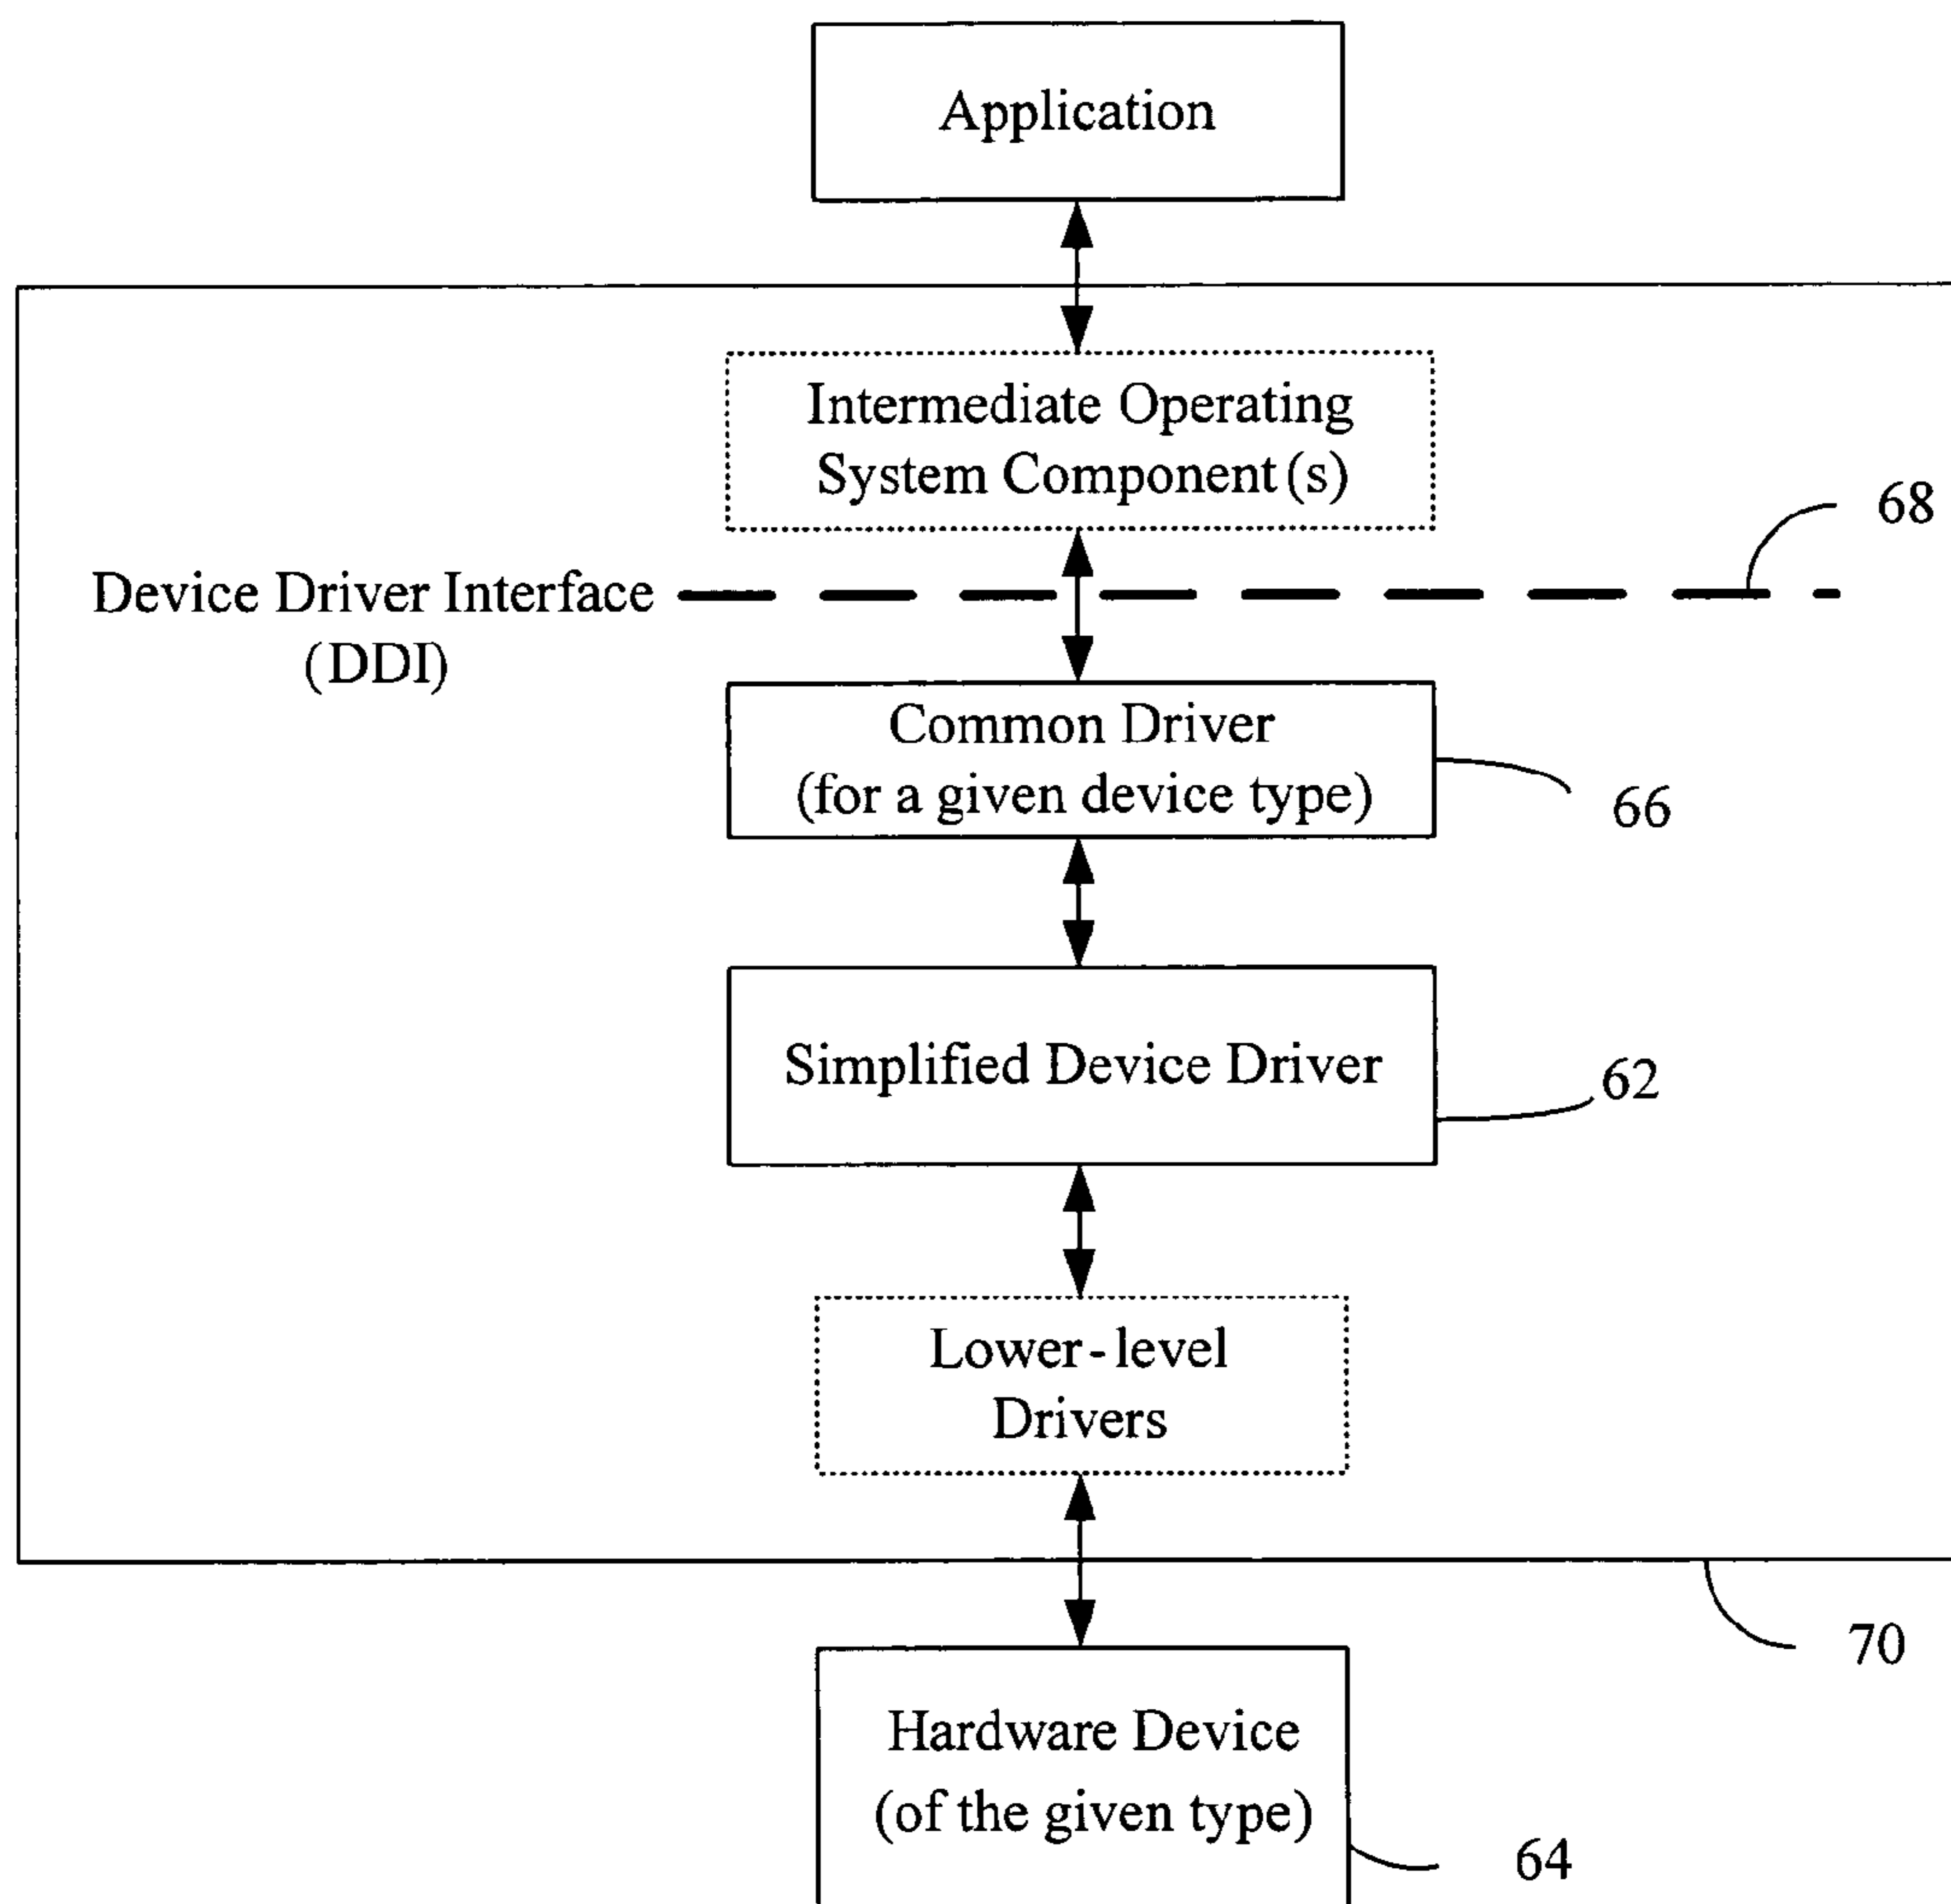 Application
Intermediate Operating
System Component(s)
68
Device Driver Interface
(DDI)
Common Driver
(for a given device type)
66
Simplified Device Driver
62
Lower-level
Drivers
70
Hardware Device
(of the given type)
64